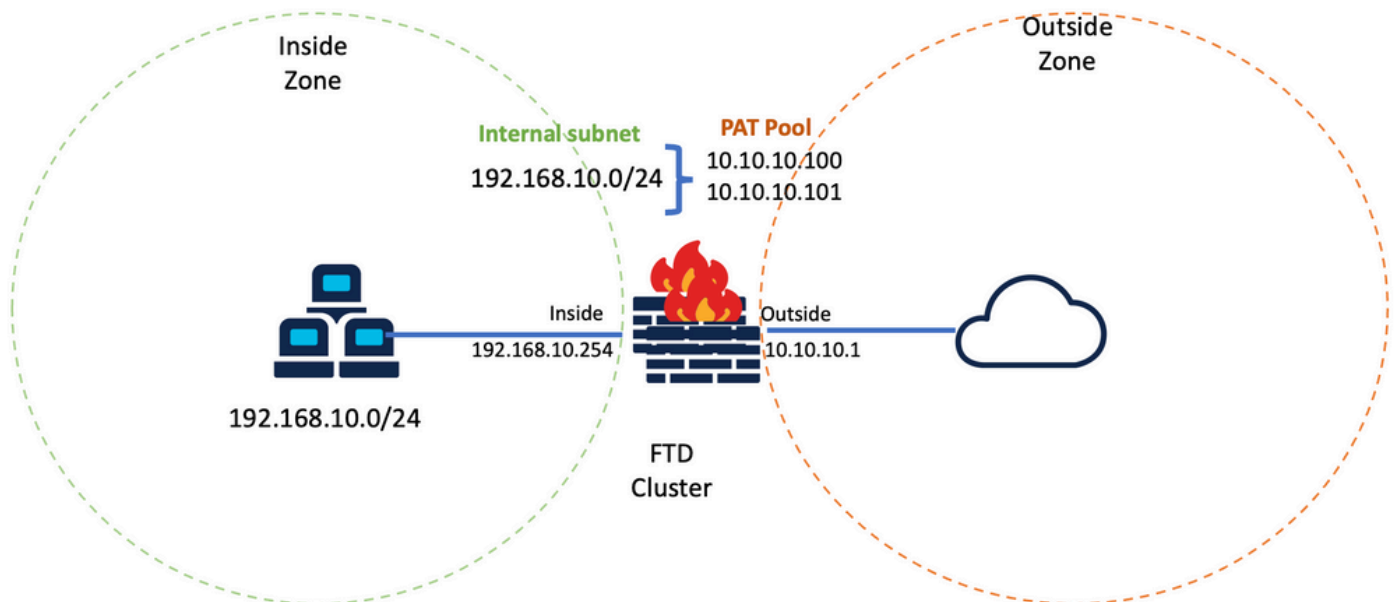 Inside
Zone
Outside
Zone
Internal subnet
192.168.10.0/24
PAT Pool
10.10.10.100
10.10.10.101
Inside
192.168.10.254
Outside
10.10.10.1
192.168.10.0/24
FTD
Cluster